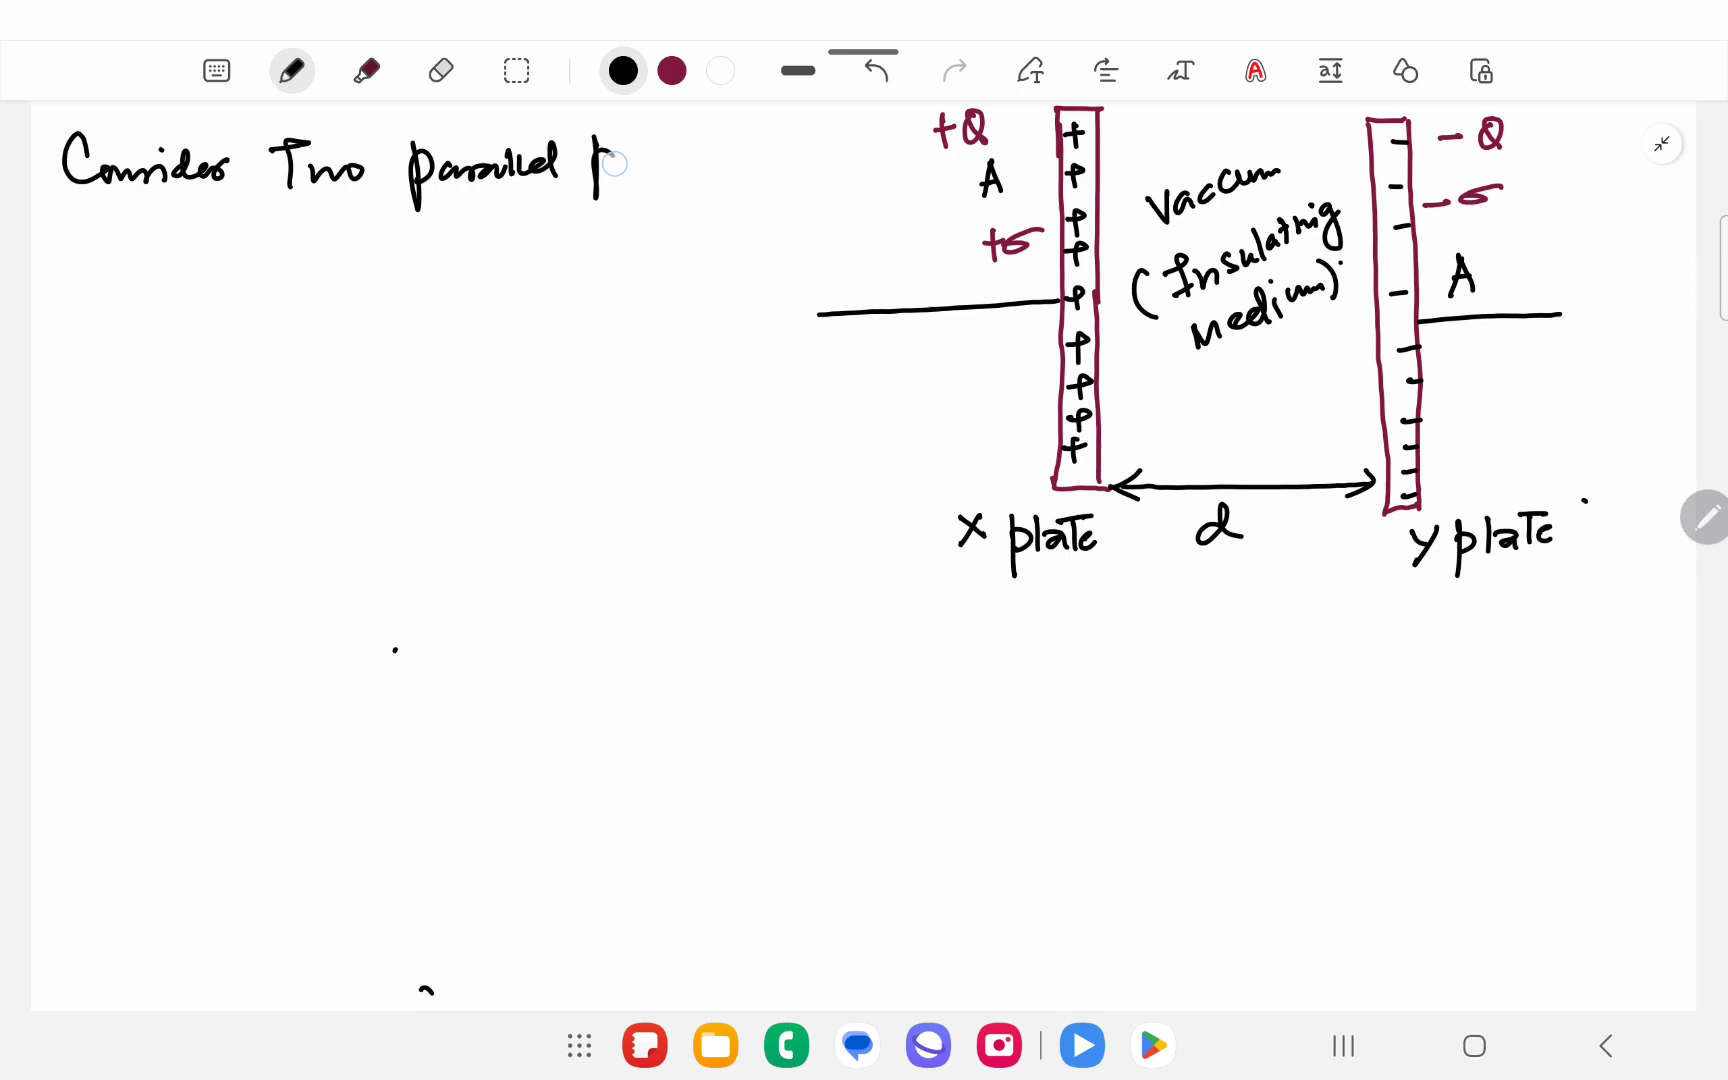 Consider Two parallel p
+Q
A
+σ
+
+
+
+
+
+
+
+
+
Vaccum
(Insulating
medium)
- Q
- σ
A
X plate
d
Y plate